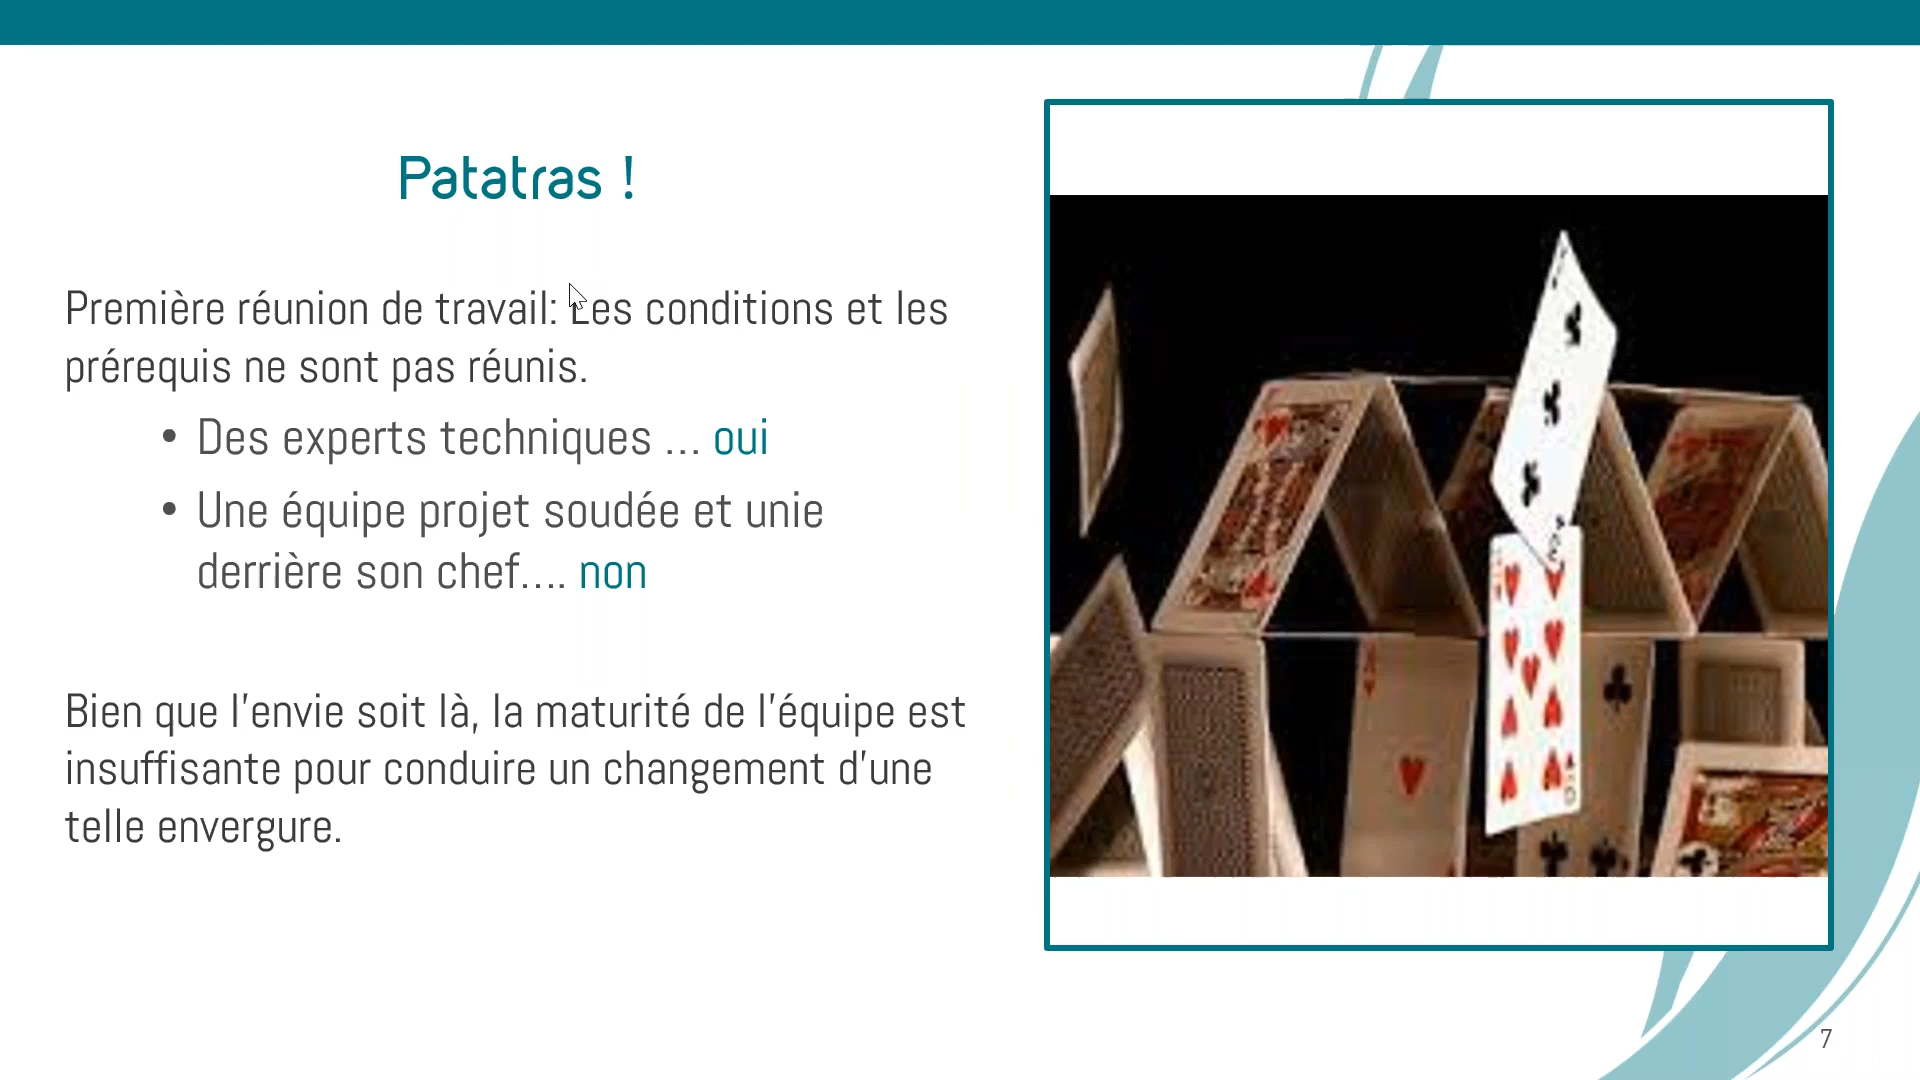 Patatras !
Première réunion de travail: Les conditions et les
prérequis ne sont pas réunis.
• Des experts techniques ... oui
• Une équipe projet soudée et unie
derrière son chef.... non
Bien que l'envie soit là, la maturité de l'équipe est
insuffisante pour conduire un changement d'une
telle envergure.
7